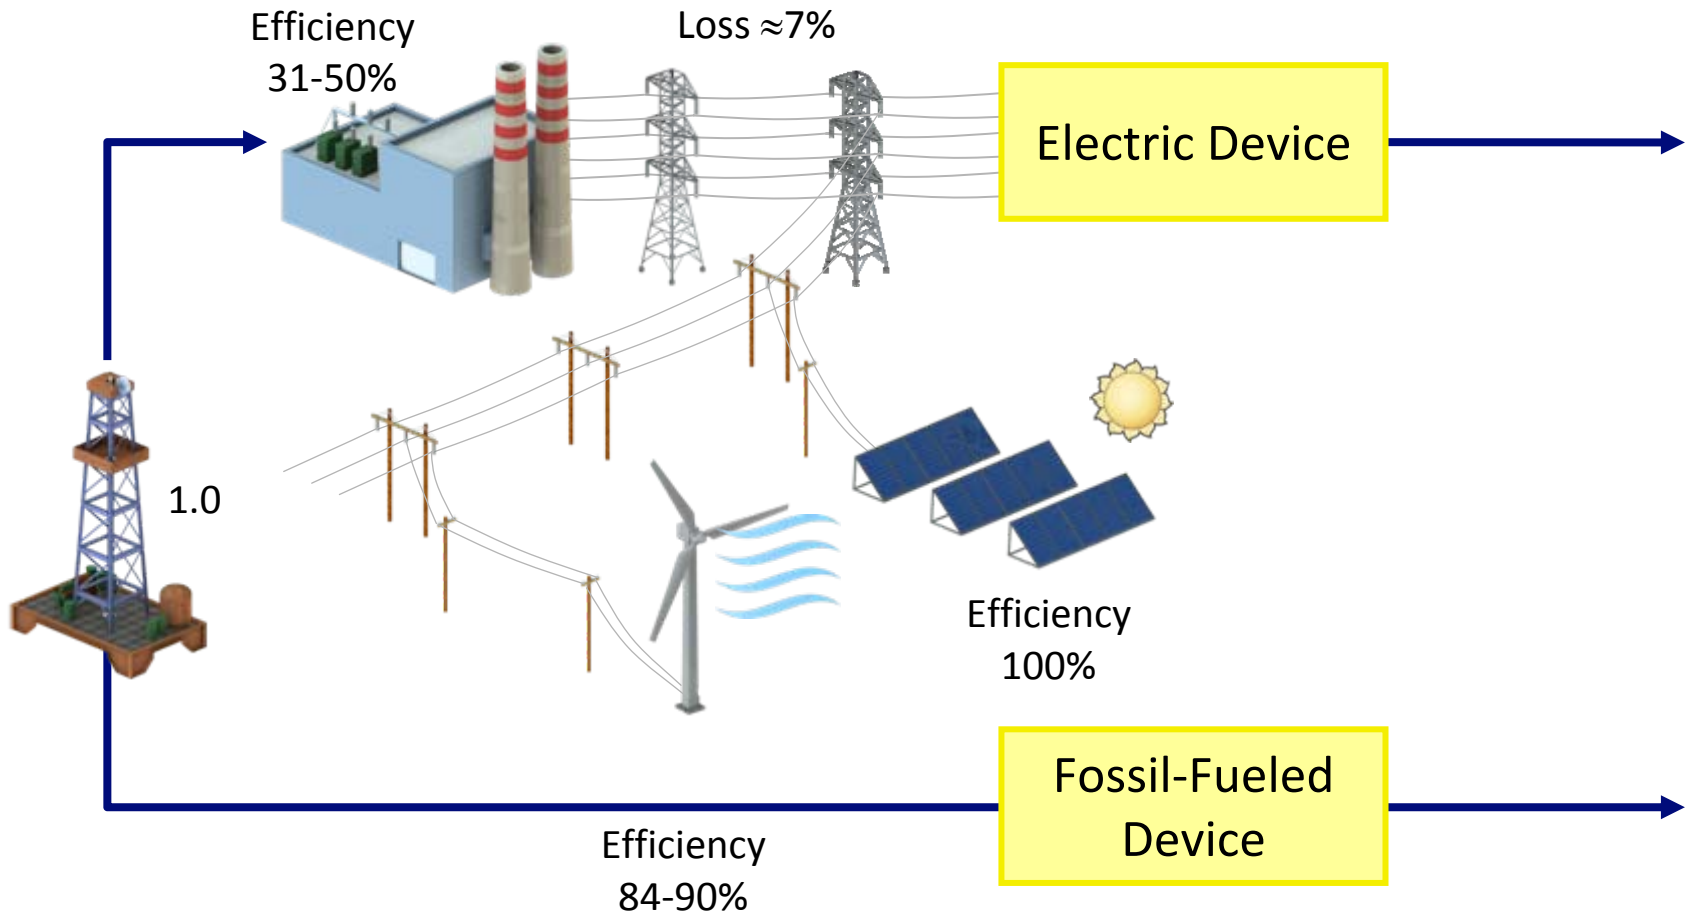 Efficiency
31-50%
Loss ≈7%
Electric Device
1.0
Efficiency
100%
Fossil-Fueled
Device
Efficiency
84-90%